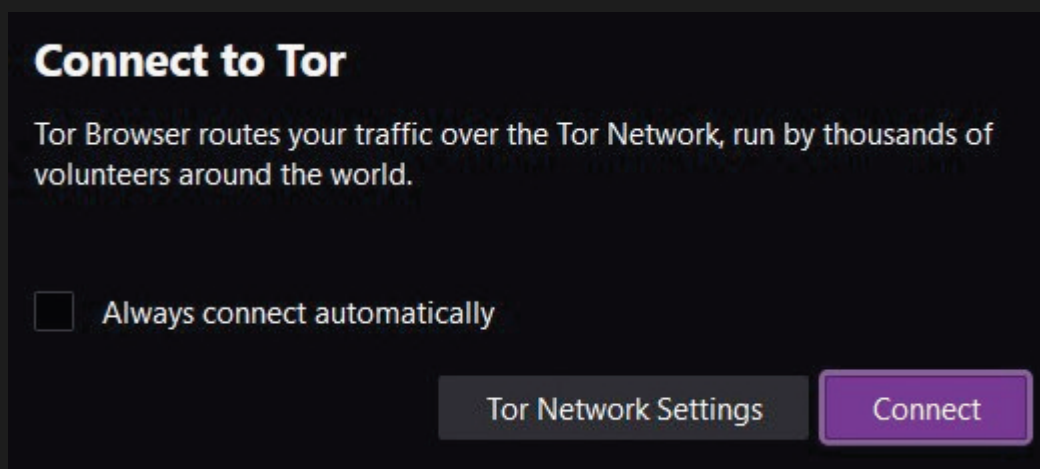 Connect to Tor
Tor Browser routes your traffic over the Tor Network, run by thousands of
volunteers around the world.
Always connect automatically
Tor Network Settings
Connect